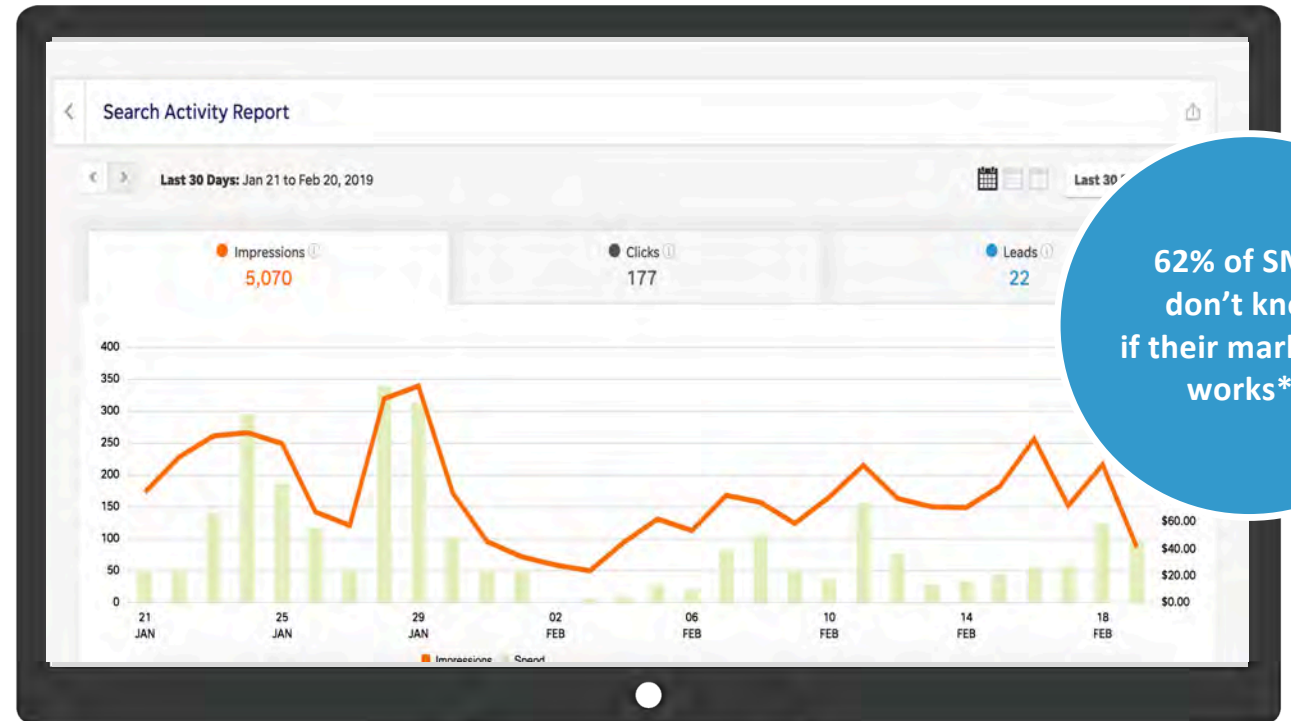 Search Activity Report
Last 30 Days: Jan 21 to Feb 20, 2019
Last 30
Impressions
5,070
Clicks
177
Leads
22
62% of
don’t
if their
works*
400
350
300
250
200
150
100
50
0
$60.00
$40.00
$20.00
$0.00
21 25 29 02 06 10 14 18
JAN JAN JAN FEB FEB FEB FEB FEB
Impressions Spend